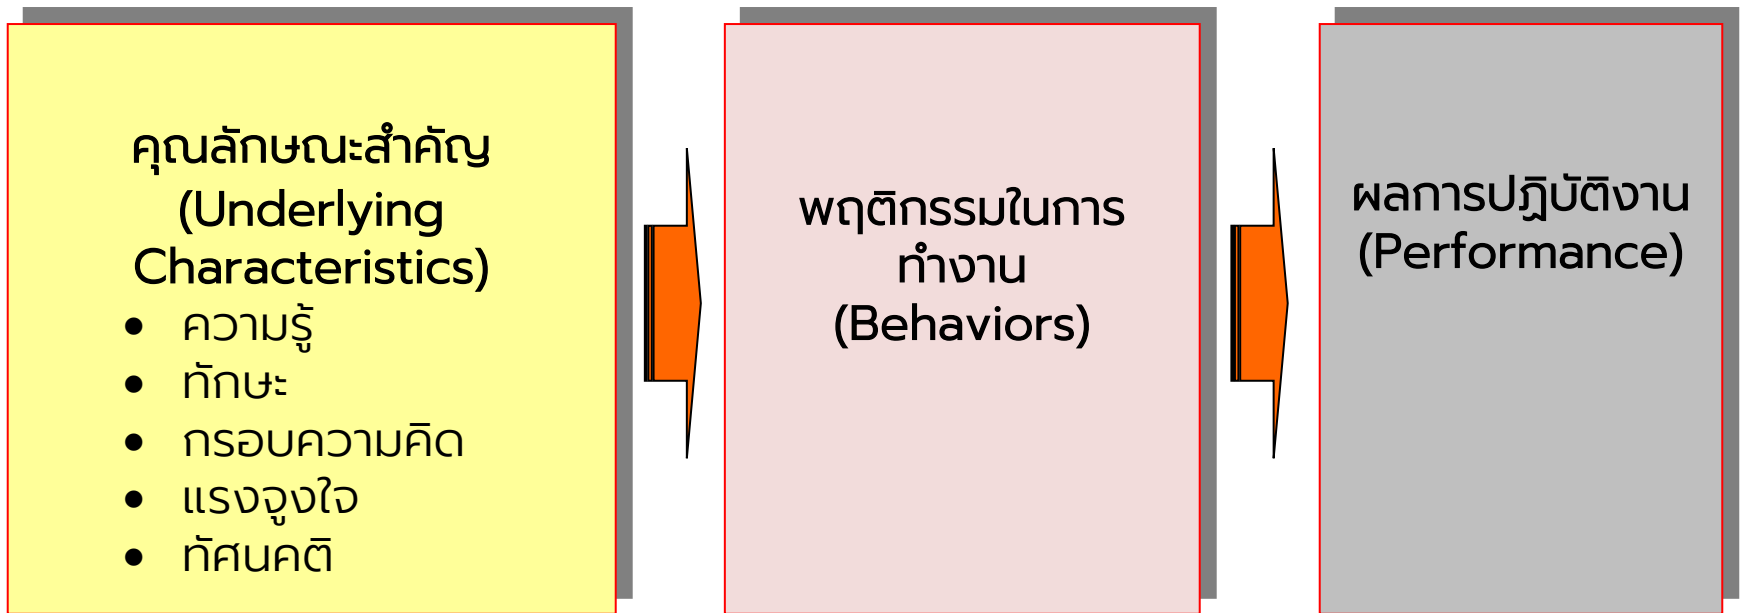 คุณลักษณะสำคัญ
(Underlying
Characteristics)
• ความรู้
• ทักษะ
• กรอบความคิด
• แรงจูงใจ
• ทัศนคติ
พฤติกรรมในการ
ทำงาน
(Behaviors)
ผลการปฏิบัติงาน
(Performance)